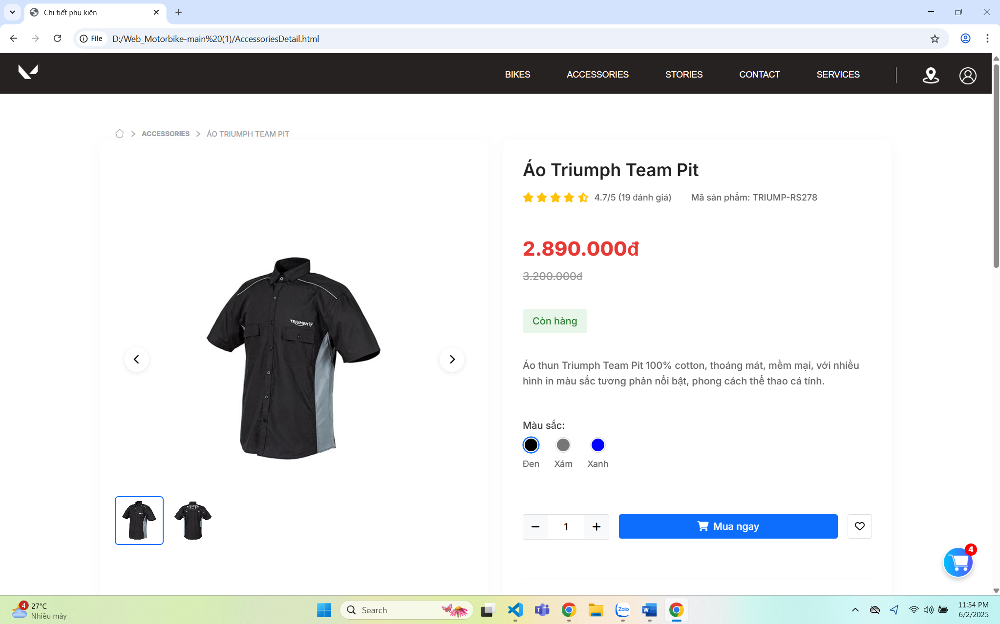 Chi tiết phụ kiện
File
D:/Web_Motorbike-main%20(1)/AccessoriesDetail.html
BIKES
ACCESSORIES
STORIES
CONTACT
SERVICES
ACCESSORIES
ÁO TRIUMPH TEAM PIT
TRIUMPH
Áo Triumph Team Pit
4.7/5 (19 đánh giá)
Mã sản phẩm: TRIUMP-RS278
2.890.000đ
3.200.000đ
Còn hàng
Áo thun Triumph Team Pit 100% cotton, thoáng mát, mềm mại, với nhiều
hình in màu sắc tương phản nổi bật, phong cách thể thao cá tính.
Màu sắc:
Đen
Xám
Xanh
1
Mua ngay
4
4
27°C
Nhiều mây
Search
Zalo
11:54 PM
6/2/2025